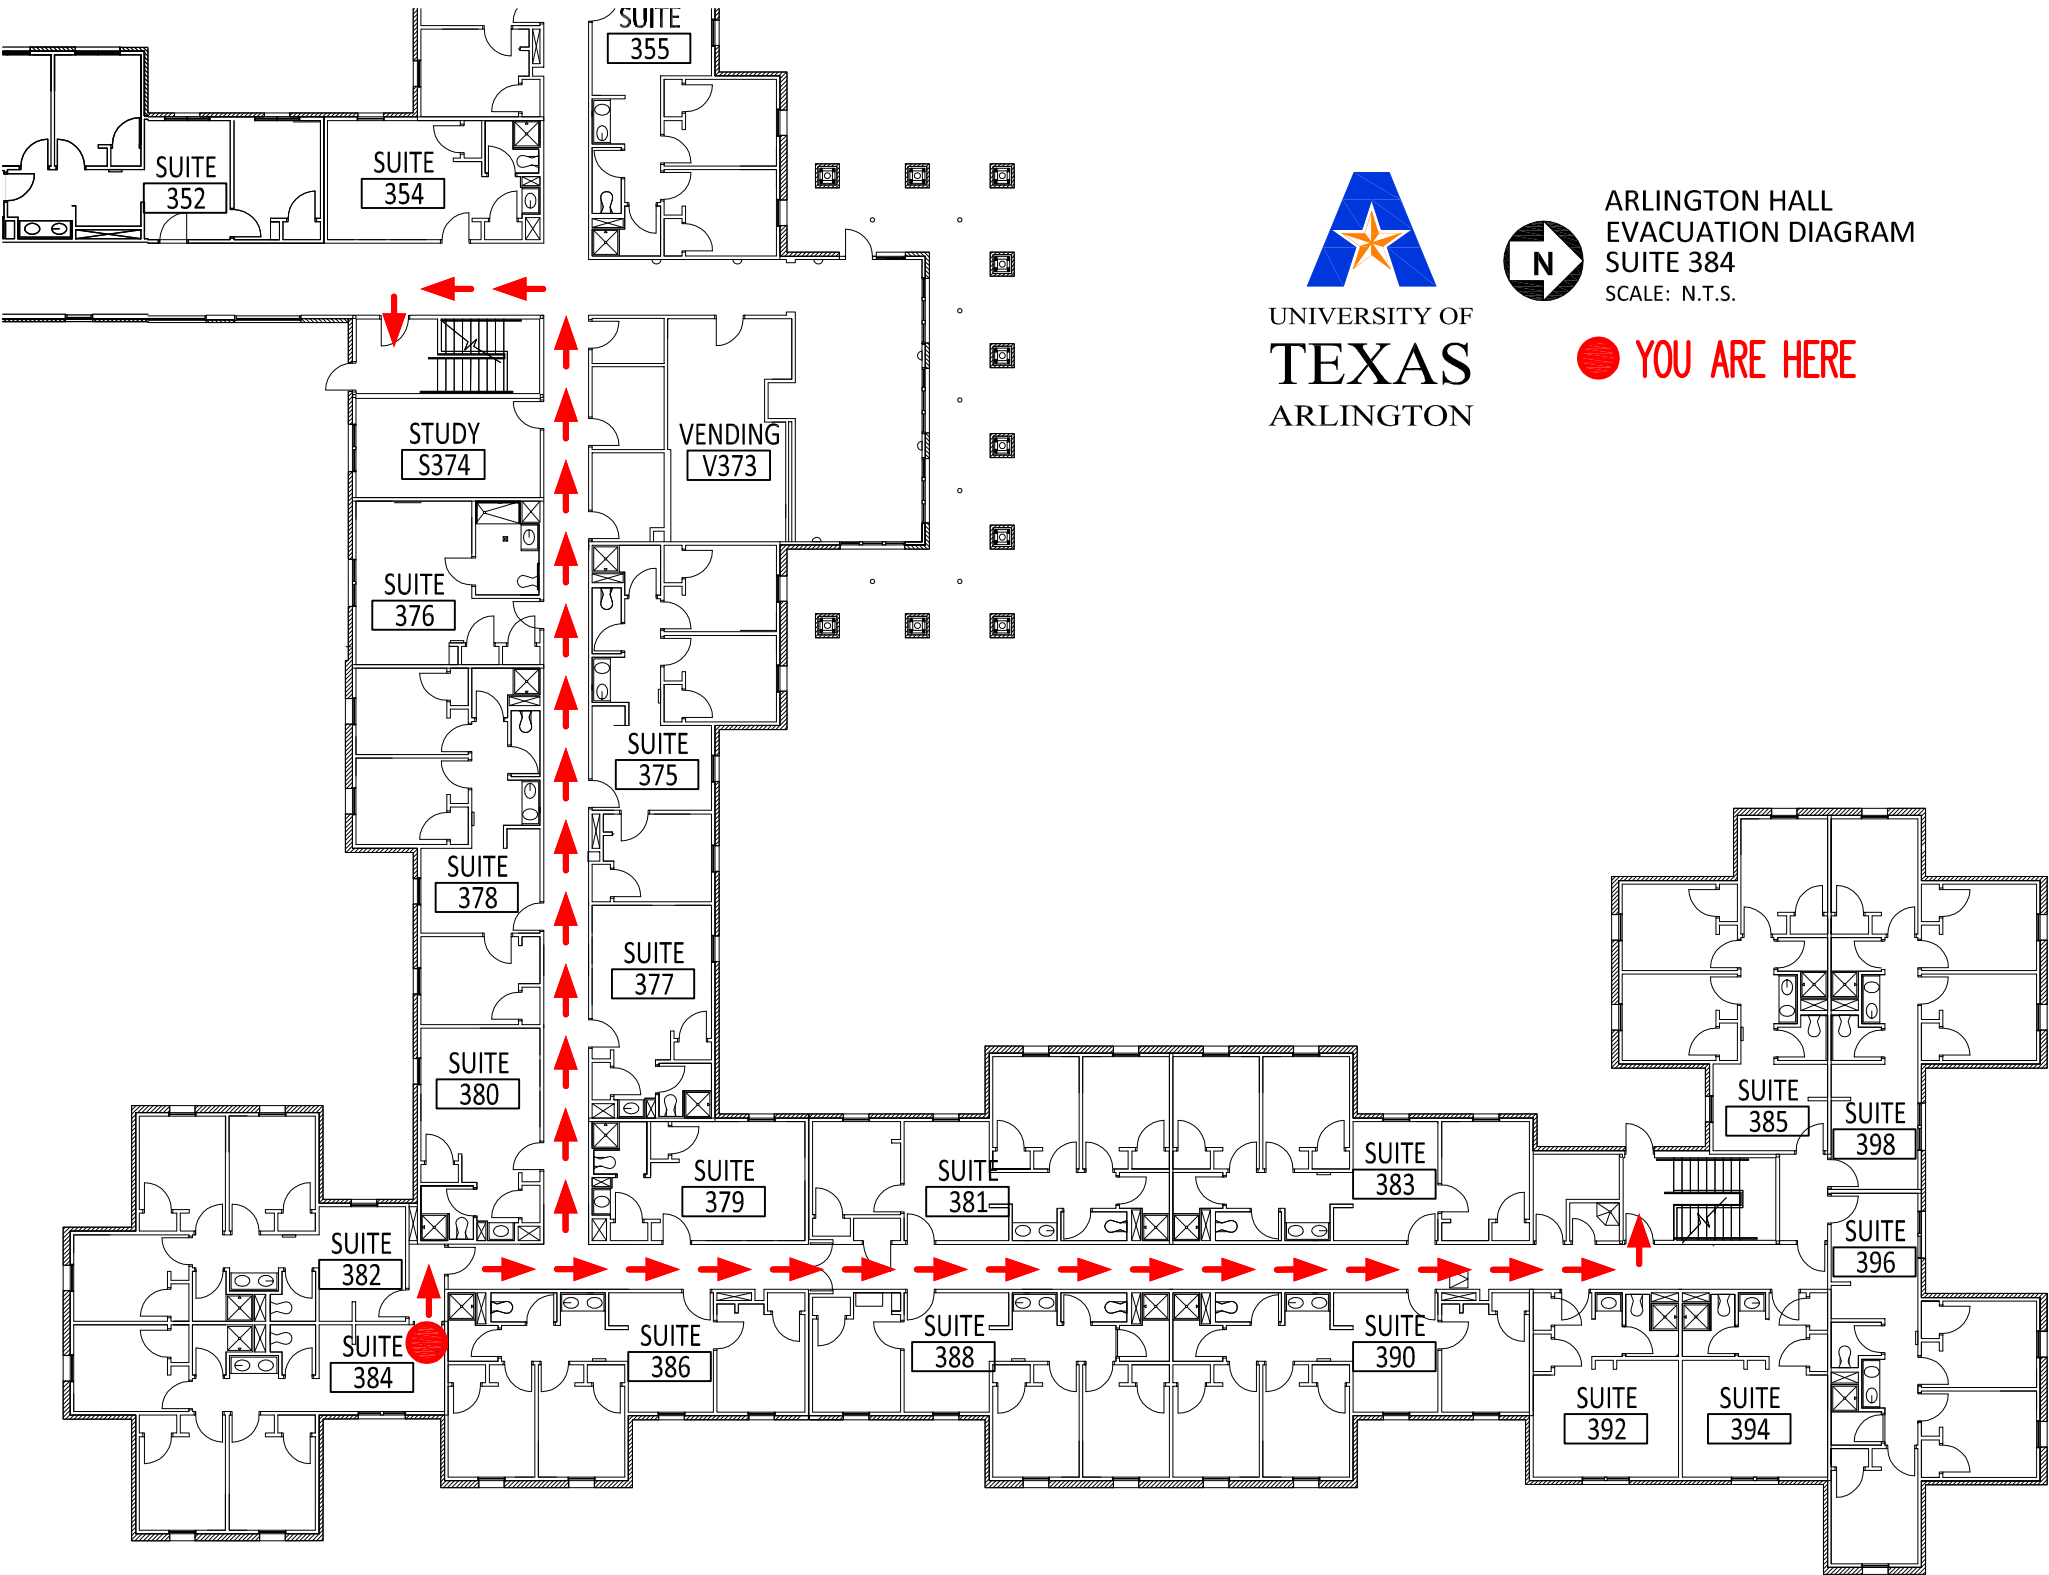 SUITE
355
SUITE
352
SUITE
354
UNIVERSITY OF
TEXAS
ARLINGTON
N
ARLINGTON HALL
EVACUATION DIAGRAM
SUITE 384
SCALE: N.T.S.
YOU ARE HERE
STUDY
S374
VENDING
V373
SUITE
376
SUITE
375
SUITE
378
SUITE
377
SUITE
380
SUITE
379
SUITE
381
SUITE
383
SUITE
385
SUITE
398
SUITE
382
SUITE
396
SUITE
384
SUITE
386
SUITE
388
SUITE
390
SUITE
392
SUITE
394